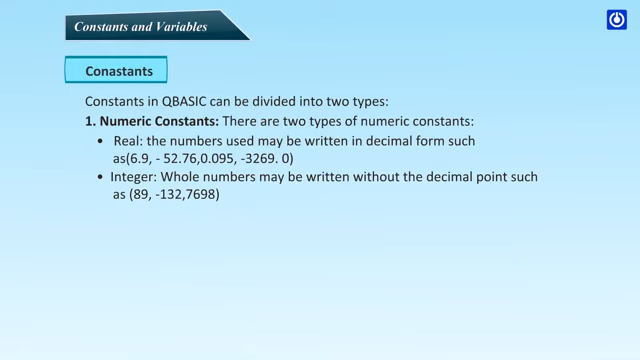 Constants and Variables
Conastants
Constants in QBASIC can be divided into two types:
1. Numeric Constants: There are two types of numeric constants:
• Real: the numbers used may be written in decimal form such
as(6.9, - 52.76,0.095, -3269. 0)
• Integer: Whole numbers may be written without the decimal point such
as (89, -132,7698)